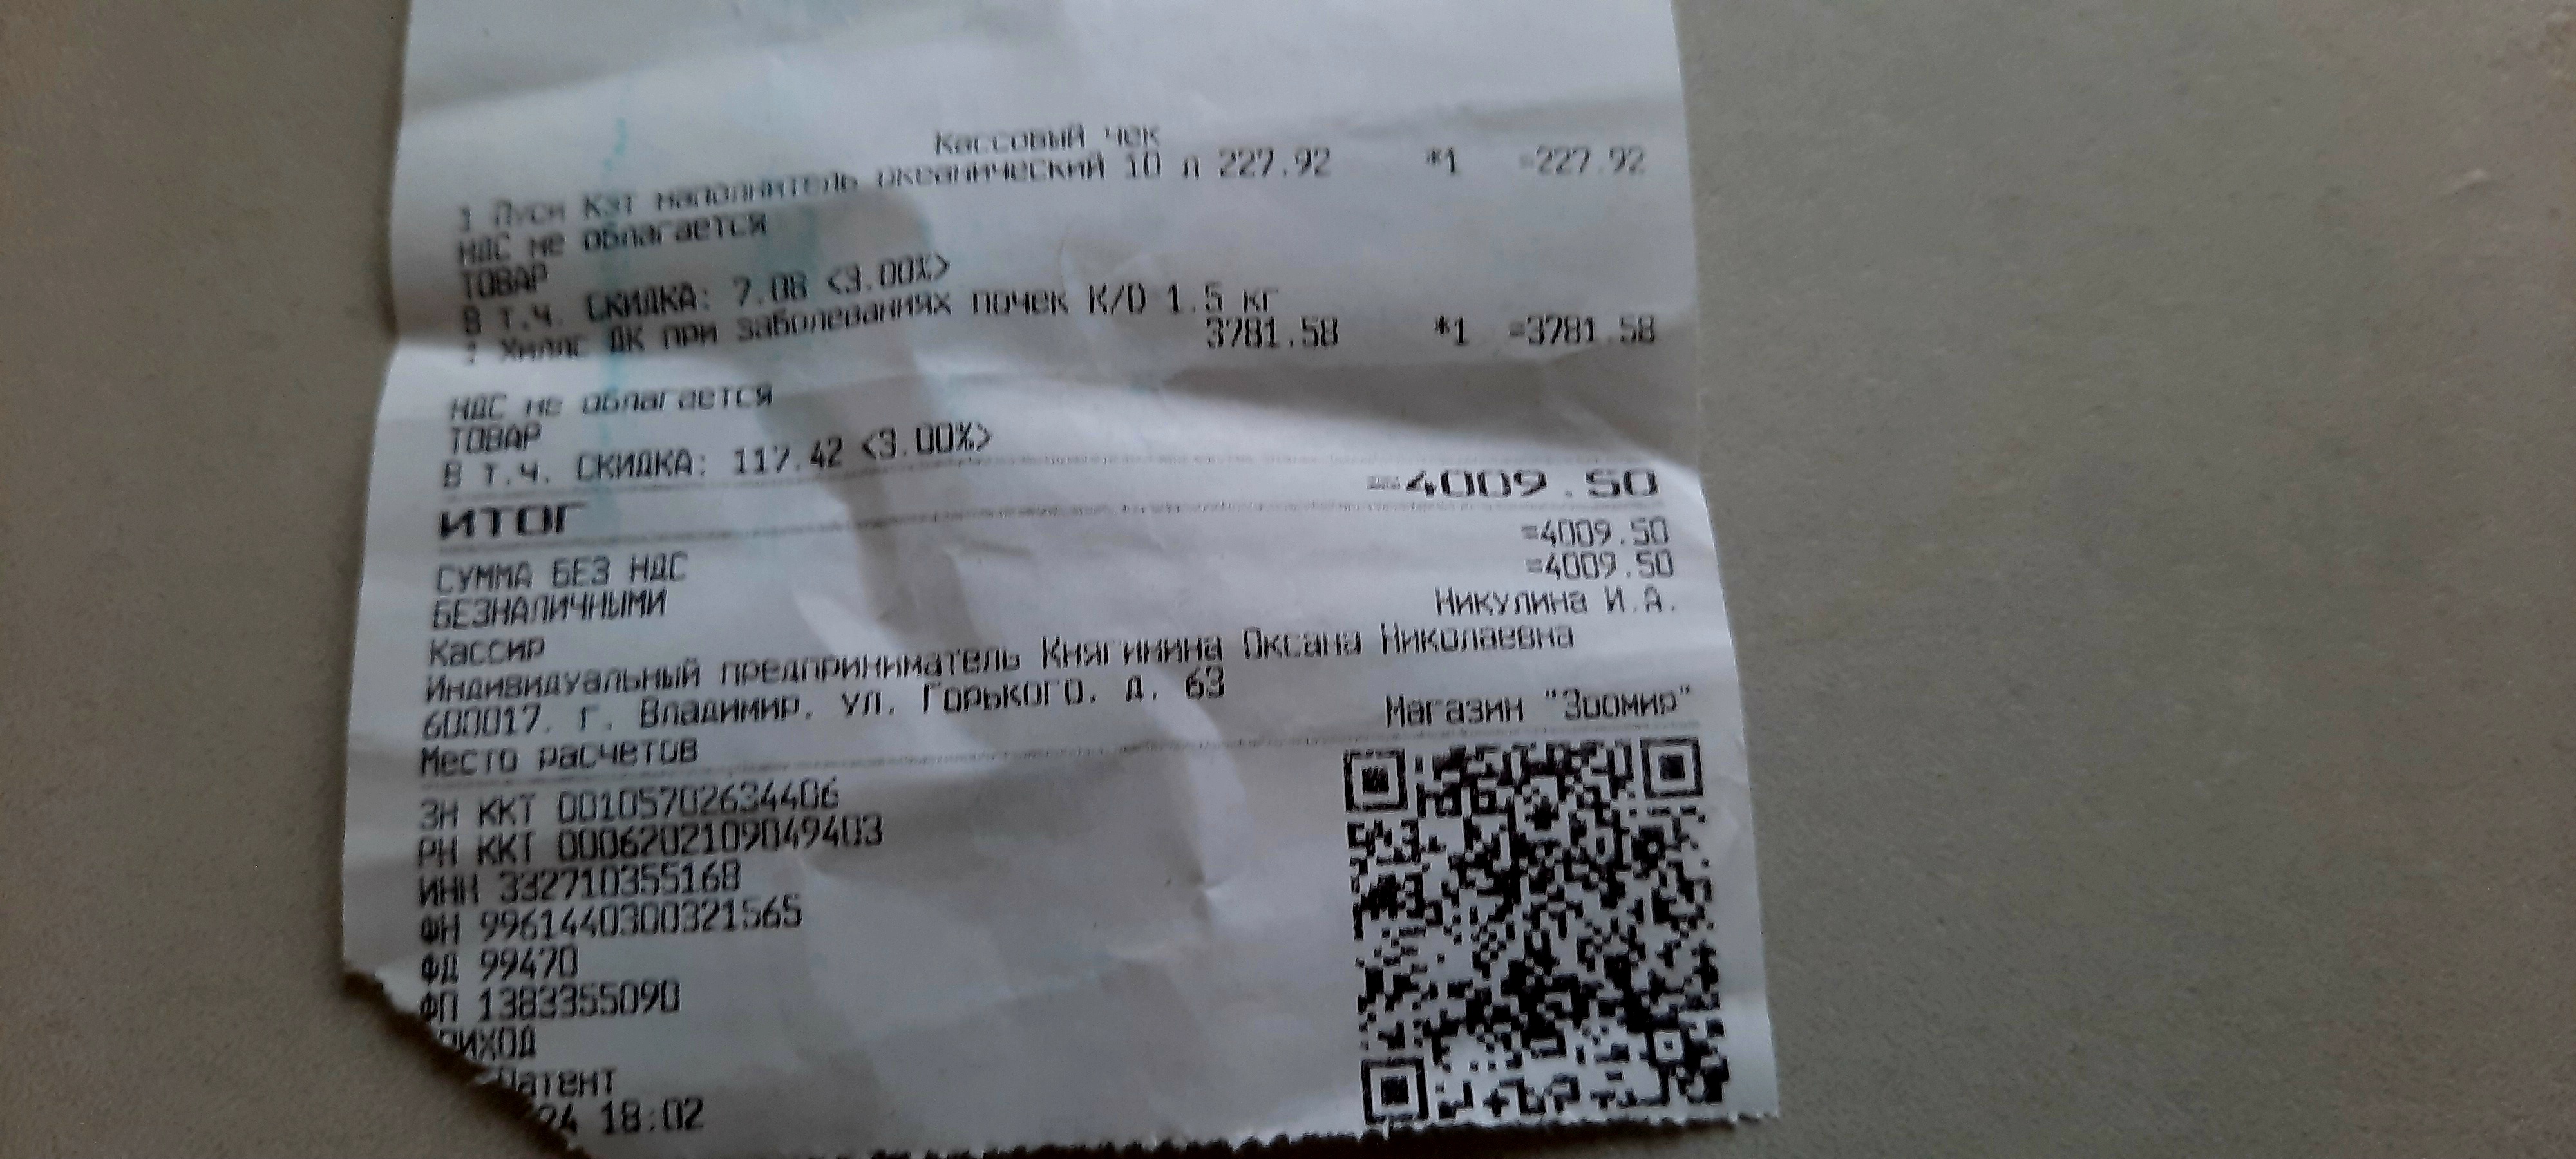 Кассовый чек
1 Пуси Кэт наполнитель океанический 10 л 227.92 *1 =227.92
НДС не облагается
ТОВАР
В Т.Ч. СКИДКА: 7.08 <3.00%>
Хиллс ДК при заболеваниях почек K/D 1.5 кг
3781.58 *1 =3781.58
НДС не облагается
ТОВАР
В Т.Ч. СКИДКА: 117.42 <3.00%>
ИТОГ =4009.50
СУММА БЕЗ НДС =4009.50
БЕЗНАЛИЧНЫМИ =4009.50
Кассир Никулина И.А.
Индивидуальный предприниматель Княгинина Оксана Николаевна
600017, г. Владимир, ул. Горького, д. 63
Место расчетов Магазин "Зоомир"
ЗН ККТ 00105702634406
РН ККТ 0006202109049403
ИНН 332710355168
ФН 9961440300321565
ФД 99470
ФП 1383355090
РИХОД
Патент
24 18:02